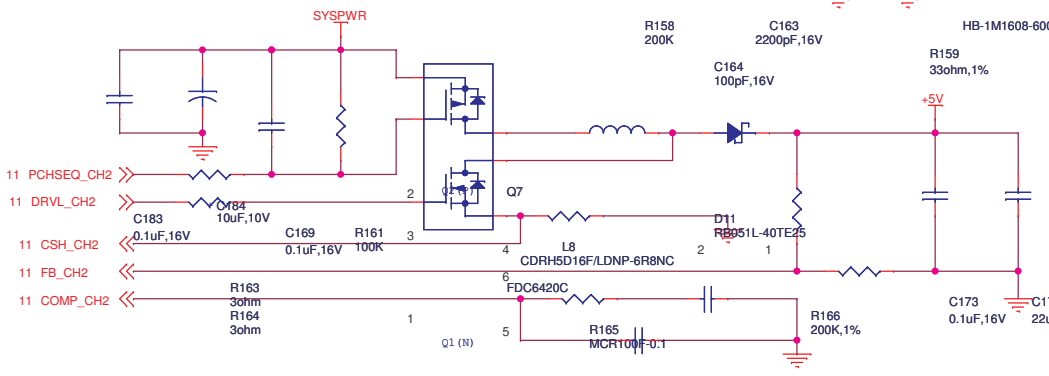 SYSPWR
R158
200K
C163
2200pF,16V
HB-1M1608-600
C164
100pF,16V
R159
33ohm,1%
+5V
11 PCHSEQ_CH2
11 DRVL_CH2
2
Q2(P)
Q7
C183
0.1uF,16V
C184
10uF,10V
11 CSH_CH2
C169
0.1uF,16V
R161
100K
3
4
L8
CDRH5D16F/LDNP-6R8NC
D11
RB051L-40TE25
2
1
11 FB_CH2
6
FDC6420C
11 COMP_CH2
R163
3ohm
R164
3ohm
1
5
Q1(N)
R165
MCR100F-0.1
R166
200K,1%
C173
0.1uF,16V
22u